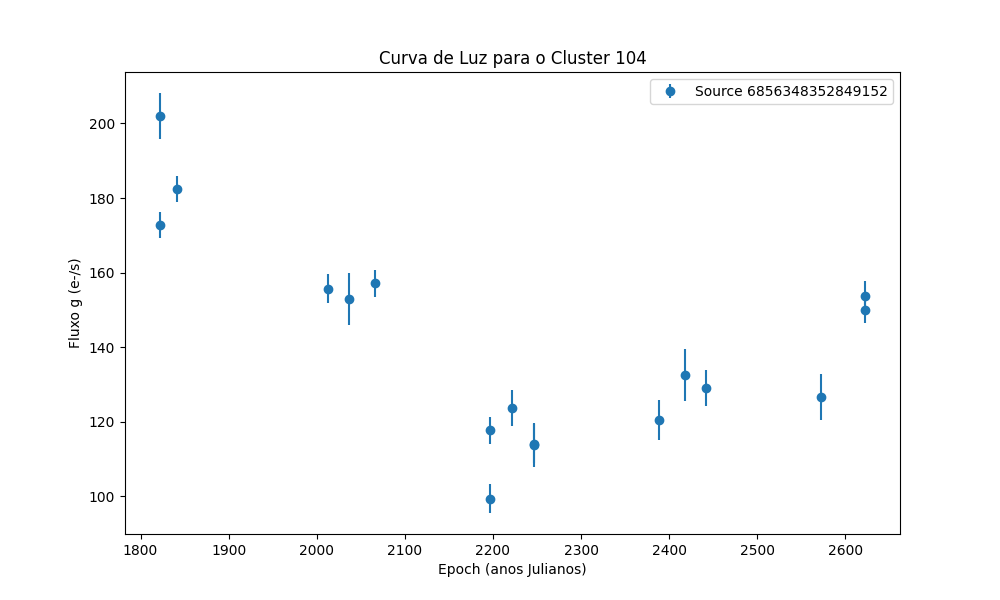 Curva de Luz para o Cluster 104
Source 6856348352849152
Fluxo g (e-/s)
200
180
160
140
120
100
1800 1900 2000 2100 2200 2300 2400 2500 2600
Epoch (anos Julianos)